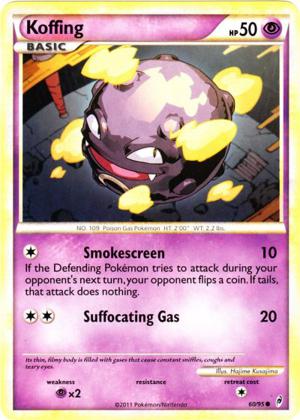 Koffing
HP 50
BASIC
NO. 109 Poison Gas Pokémon HT: 2'00" WT: 2.2 lbs.
Smokescreen 10
If the Defending Pokémon tries to attack during your
opponent's next turn, your opponent flips a coin. If tails,
that attack does nothing.
Suffocating Gas 20
Its thin, filmy body is filled with gases that cause constant sniffles, coughs and
teary eyes.
Illus. Hajime Kusajima
weakness resistance retreat cost
×2
©2011 Pokémon/Nintendo 60/95